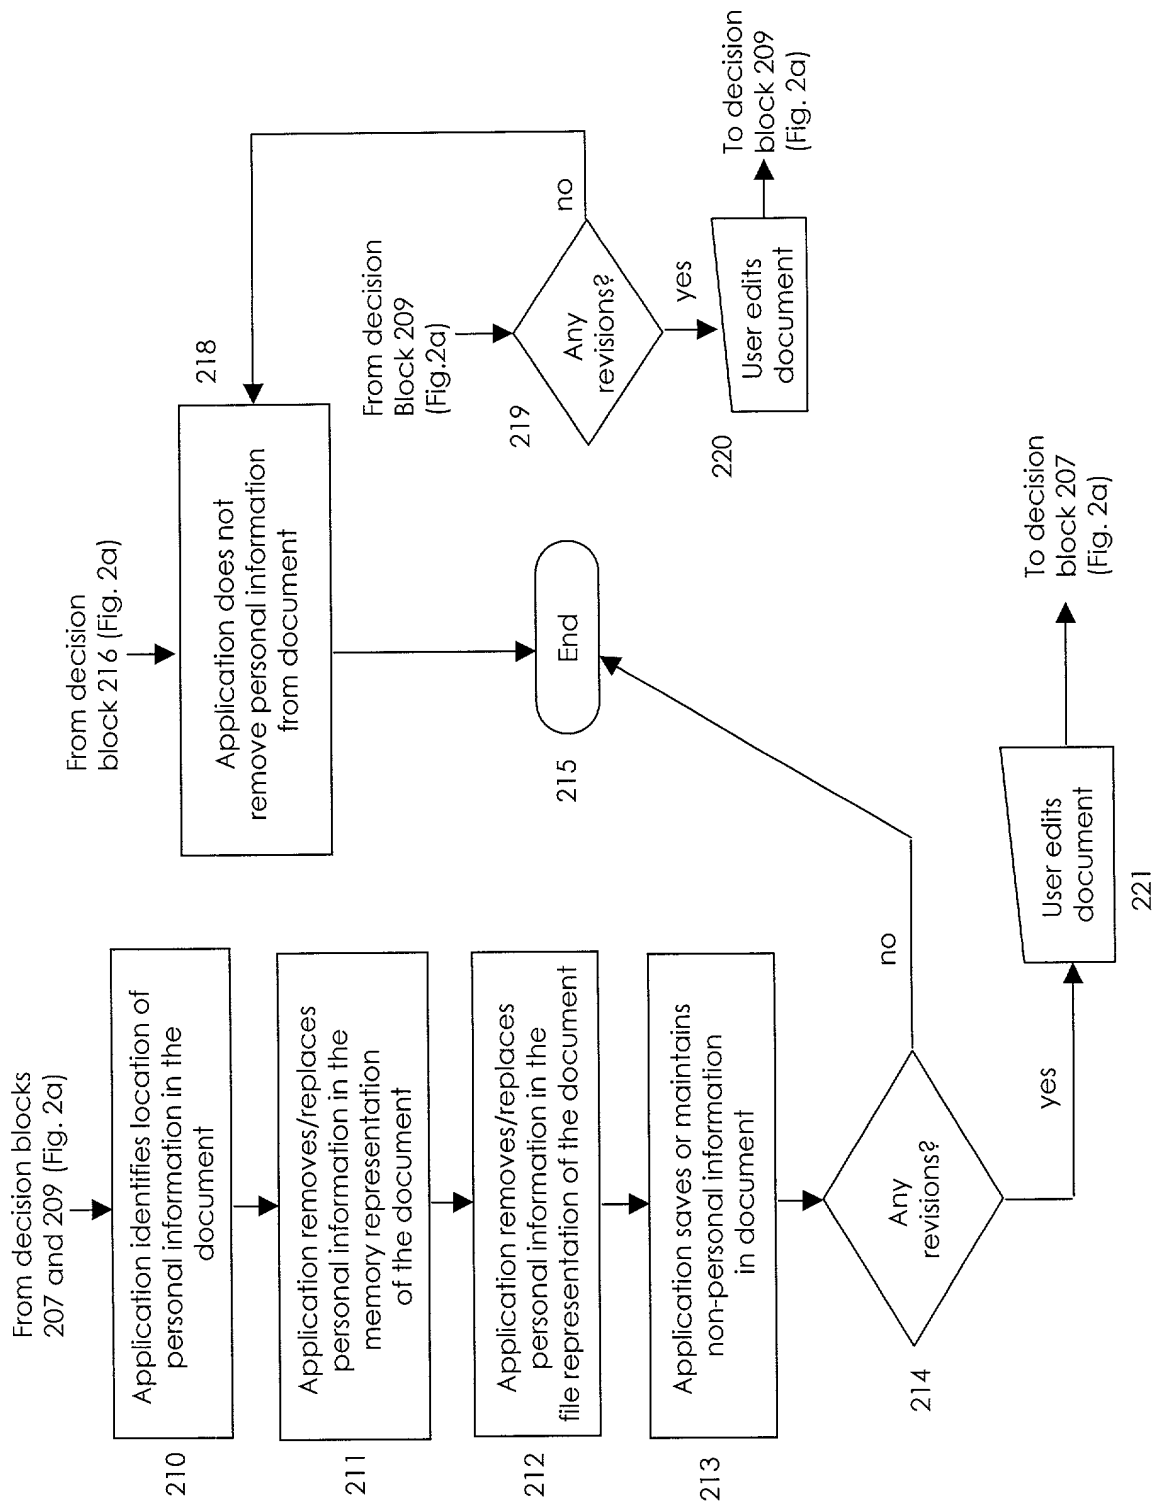 From decision blocks
207 and 209 (Fig. 2a)
210
Application identifies location of
personal information in the
document
211
Application removes/replaces
personal information in the
memory representation
of the document
212
Application removes/replaces
personal information in the
file representation of the document
213
Application saves or maintains
non-personal information
in document
214
Any
revisions?
no
yes
221
User edits
document
To decision
block 207
(Fig. 2a)
From decision
block 216 (Fig. 2a)
218
Application does not
remove personal information
from document
215
End
From decision
Block 209
(Fig.2a)
219
Any
revisions?
no
yes
220
User edits
document
To decision
block 209
(Fig. 2a)